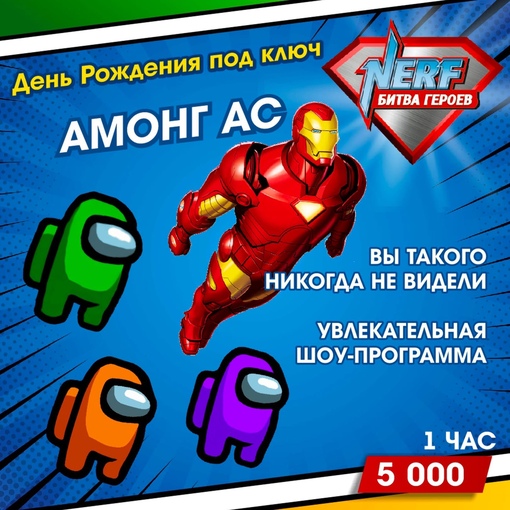 День Рождения под ключ
NERF
БИТВА ГЕРОЕВ
АМОНГ АС
ВЫ ТАКОГО
НИКОГДА НЕ ВИДЕЛИ
УВЛЕКАТЕЛЬНАЯ
ШОУ-ПРОГРАММА
1 ЧАС
5 000